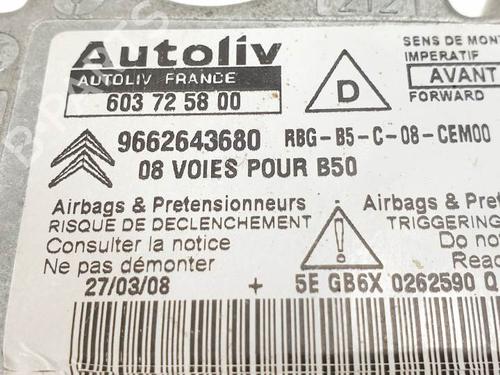 Autoliv
AUTOLIV FRANCE
603 72 58 00
D
SENS DE MONT
IMPERATIF
AVANT
FORWARD
9662643680 RBG-B5-C-08-CEM00
08 VOIES POUR B50
Airbags & Pretensionneurs
RISQUE DE DECLENCHEMENT
Consulter la notice
Ne pas démonter
Airbags & Pretens
TRIGGERING
Do no
Read
27/03/08 + 5E GB6X 0262590 Q